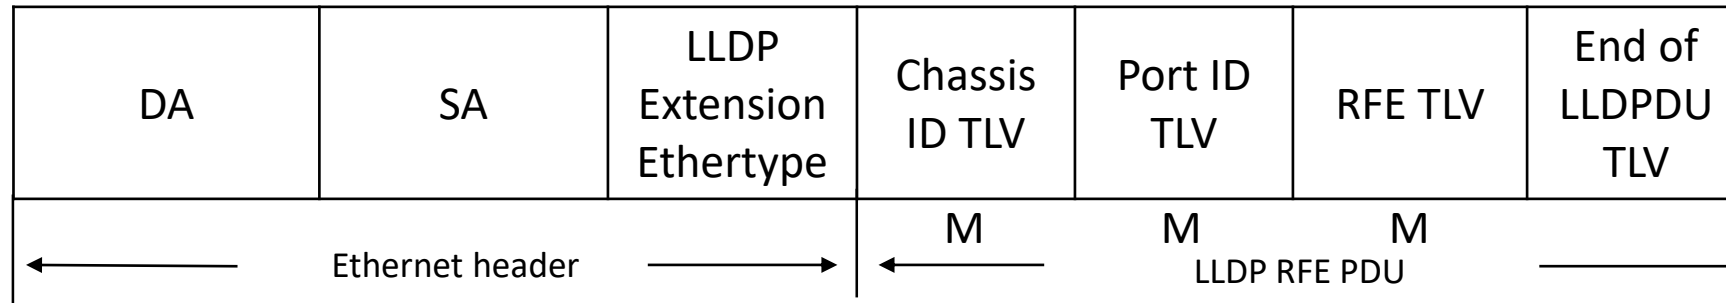 DA
SA
LLDP
Extension
Ethertype
Chassis
ID TLV
Port ID
TLV
RFE TLV
End of
LLDPDU
TLV
M
M
M
Ethernet header
LLDP RFE PDU